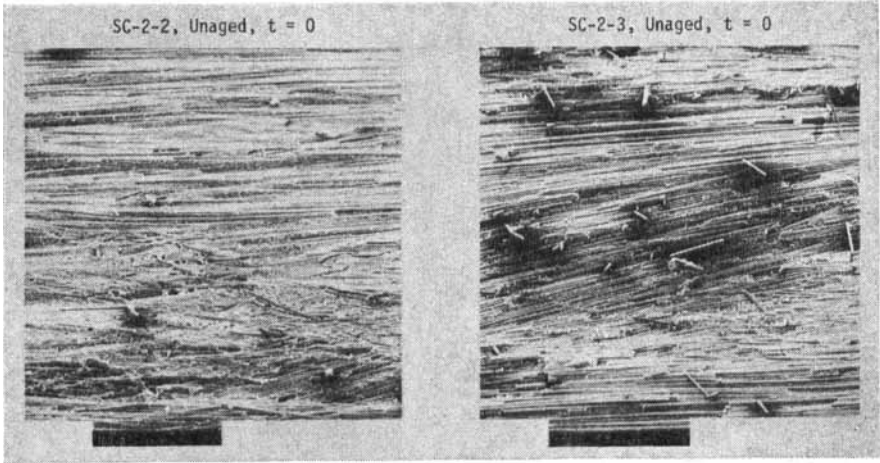 SC-2-2, Unaged, t = 0
SC-2-3, Unaged, t = 0